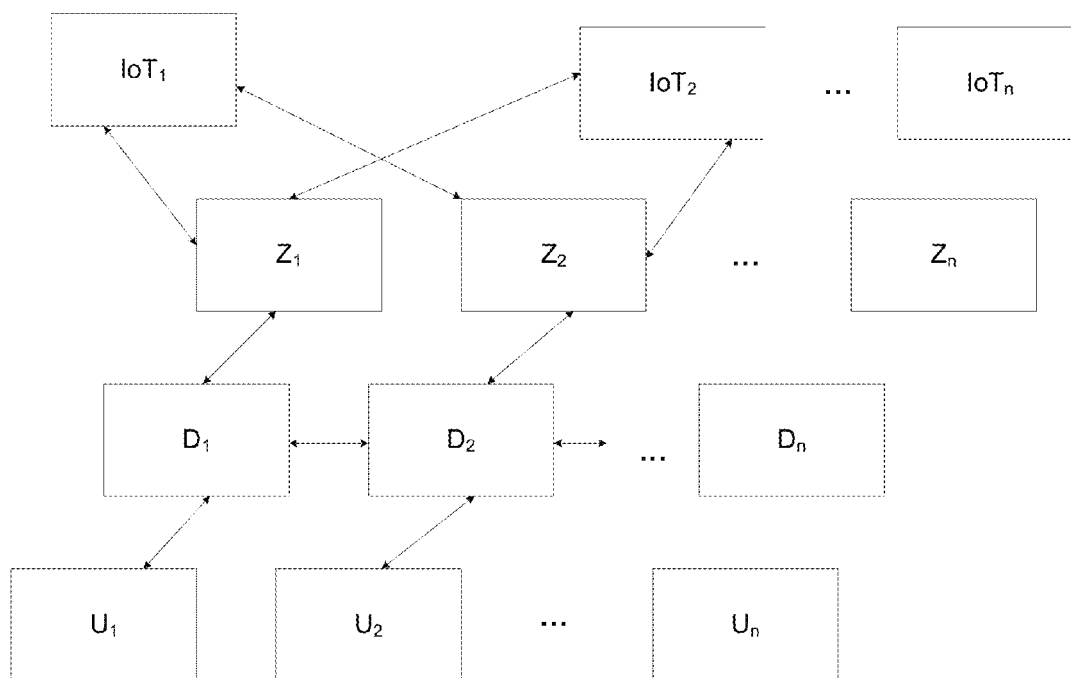 IoT₁ IoT₂ ... IoTₙ
Z₁ Z₂ ... Zₙ
D₁ D₂ ... Dₙ
U₁ U₂ ... Uₙ